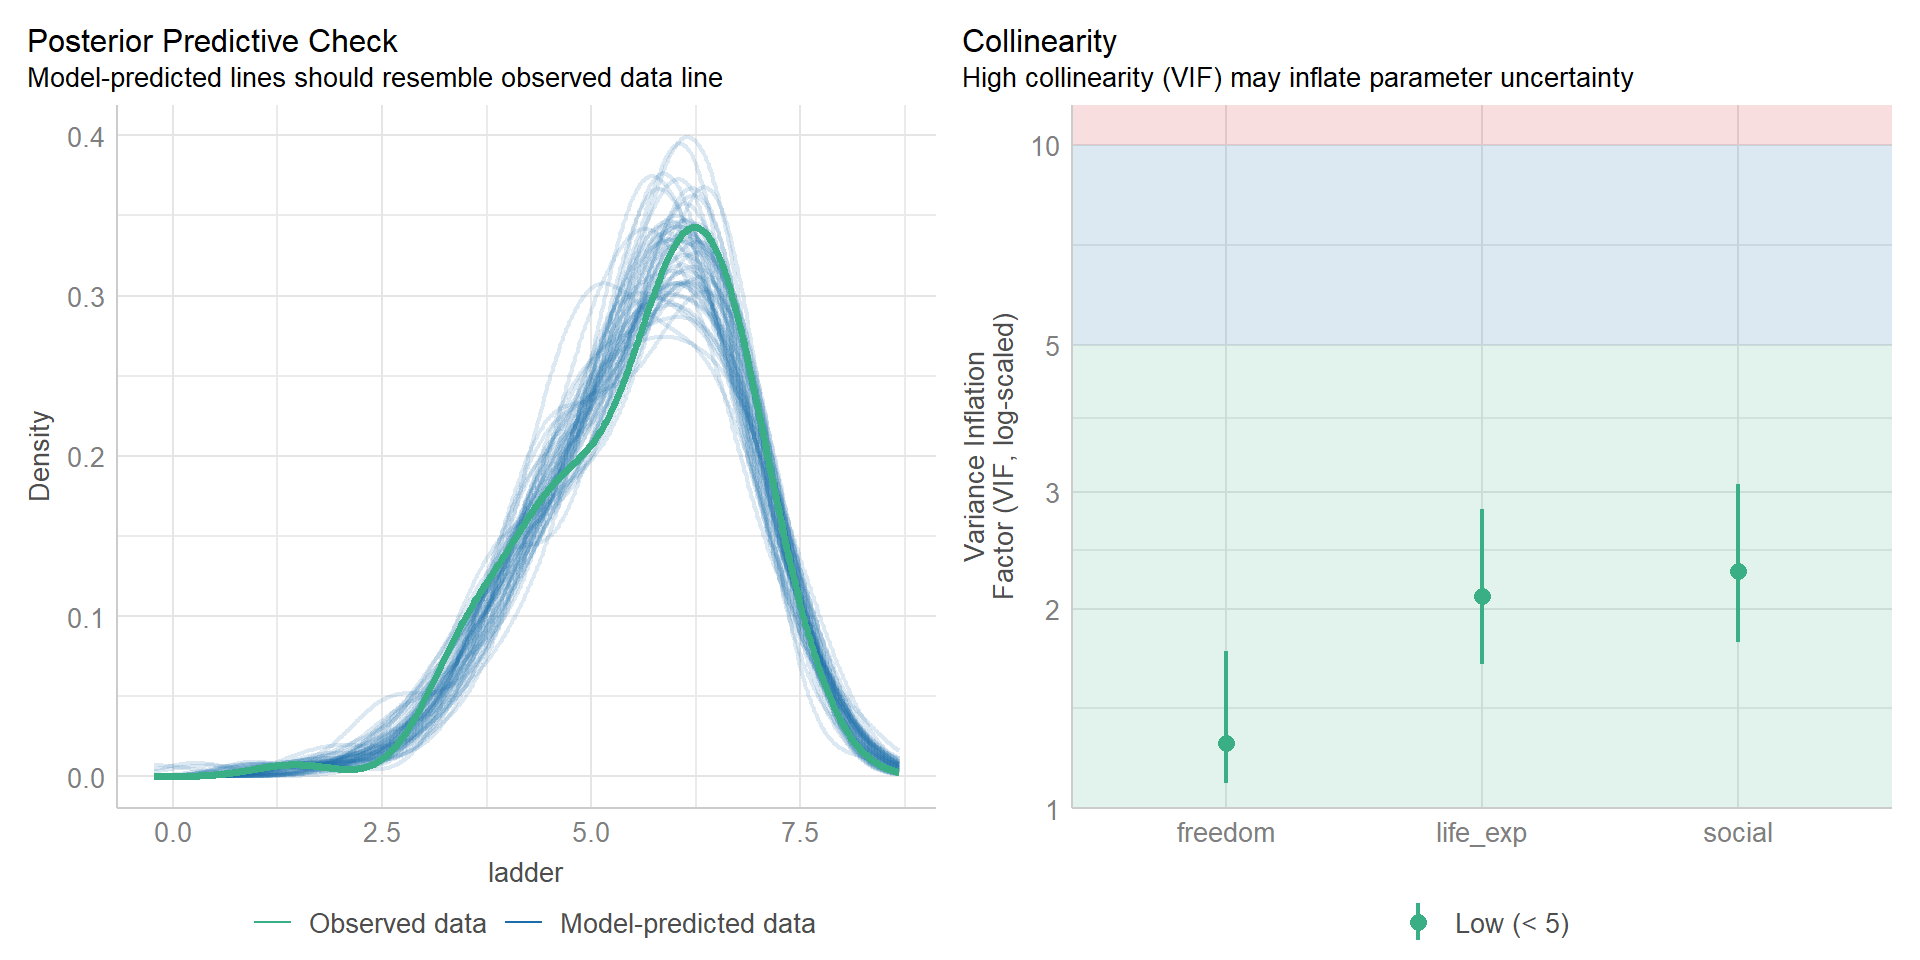 Posterior Predictive Check
Model-predicted lines should resemble observed data line
0.4
0.3
0.2
0.1
0.0
Density
0.0 2.5 5.0 7.5
ladder
Observed data Model-predicted data
Collinearity
High collinearity (VIF) may inflate parameter uncertainty
10
5
3
2
1
Variance Inflation
Factor (VIF, log-scaled)
freedom life_exp social
Low (< 5)